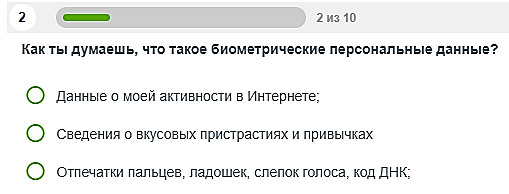 2
2 из 10
Как ты думаешь, что такое биометрические персональные данные?
Данные о моей активности в Интернете;
Сведения о вкусовых пристрастиях и привычках
Отпечатки пальцев, ладошек, слепок голоса, код ДНК;